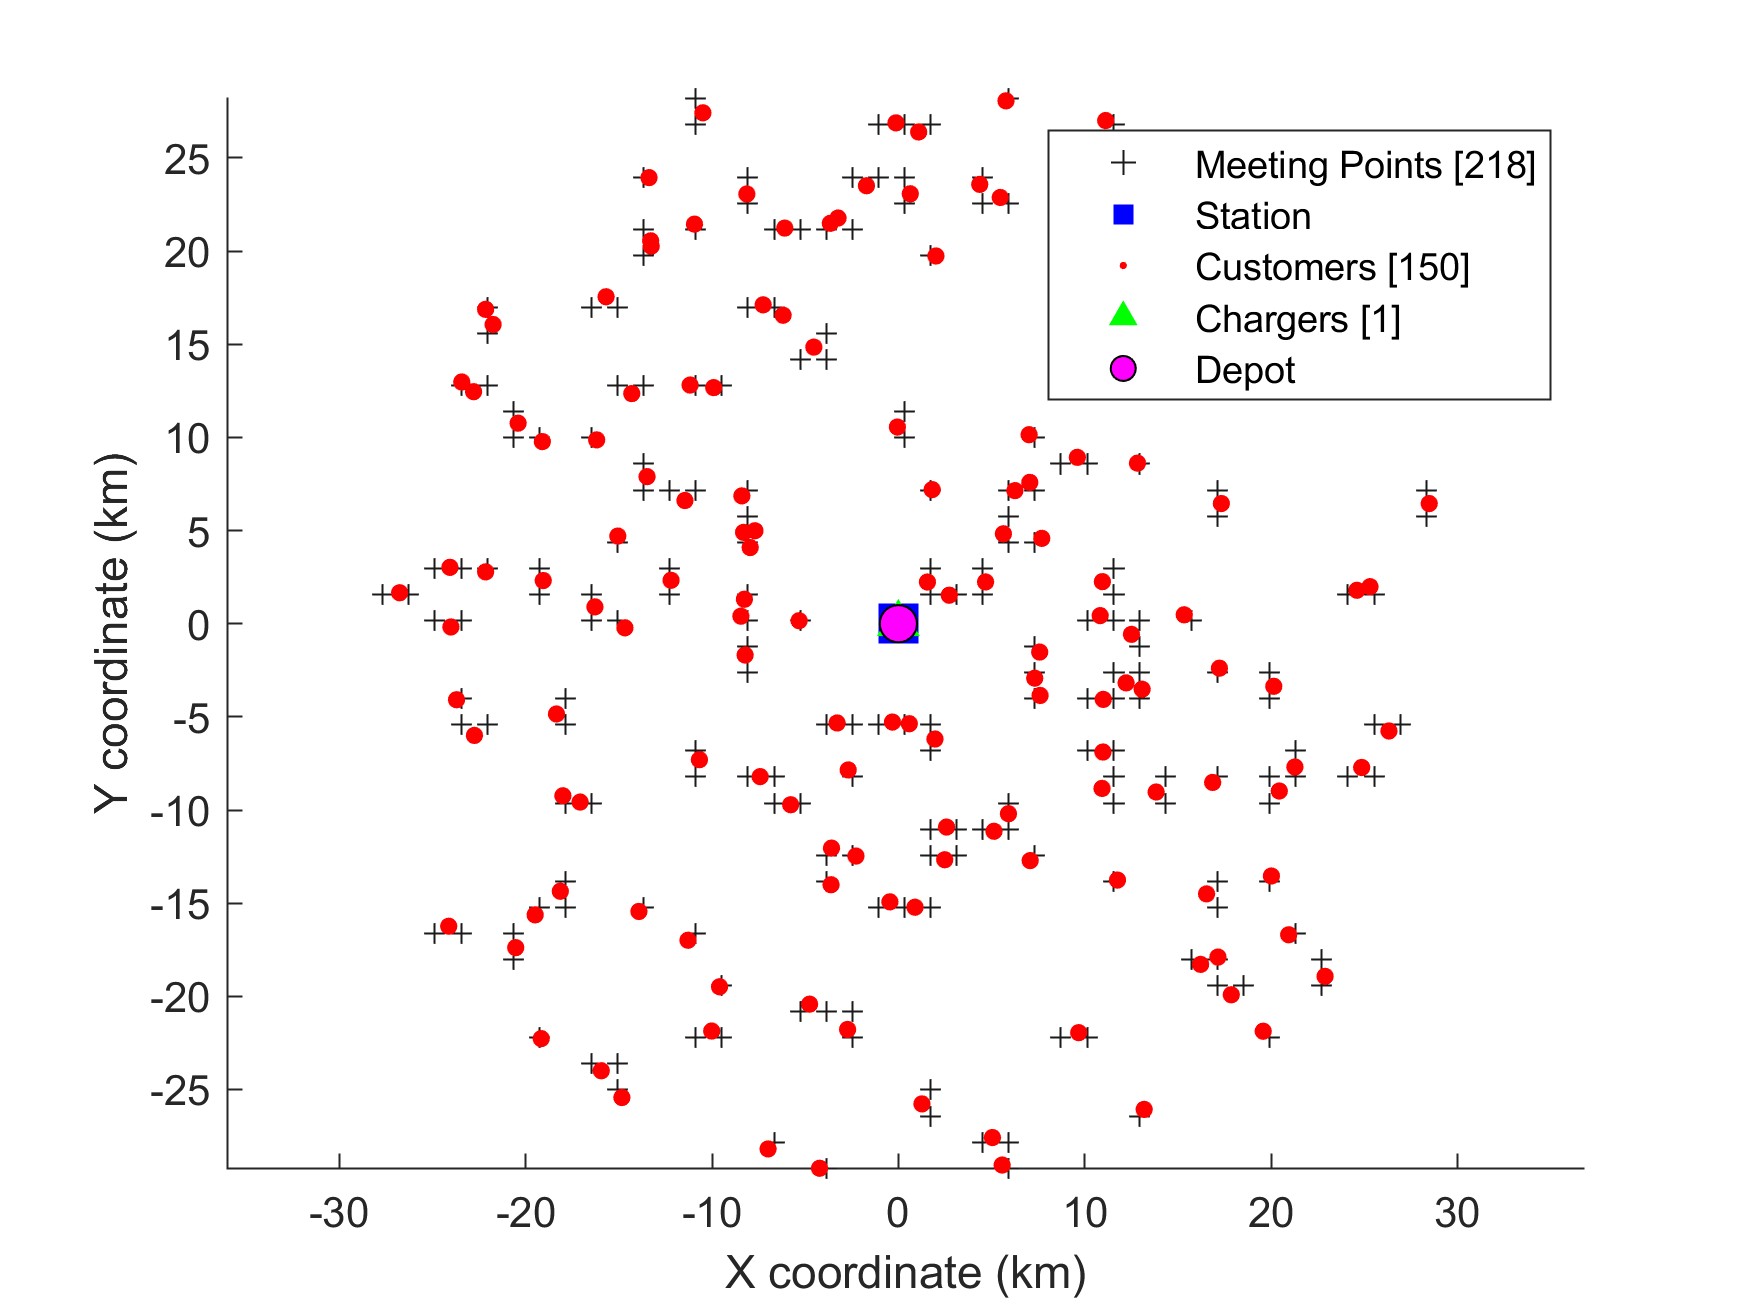 25
20
15
10
5
0
-5
-10
-15
-20
-25
Y coordinate (km)
Meeting Points [218]
Station
Customers [150]
Chargers [1]
Depot
-30 -20 -10 0 10 20 30
X coordinate (km)